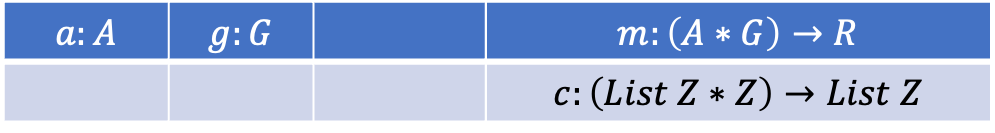 a: A g: G m: (A * G) → R
c: (List Z * Z) → List Z